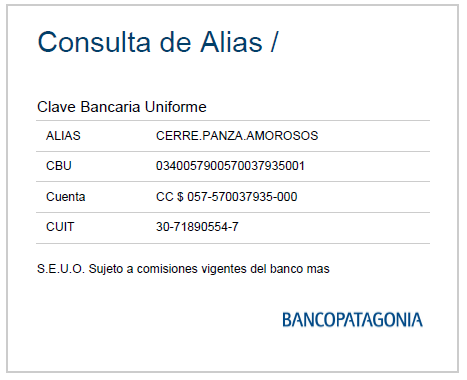 Consulta de Alias /
Clave Bancaria Uniforme
ALIAS CERRE.PANZA.AMOROSOS
CBU 0340057900570037935001
Cuenta CC $ 057-570037935-000
CUIT 30-71890554-7
S.E.U.O. Sujeto a comisiones vigentes del banco mas
BANCOPATAGONIA